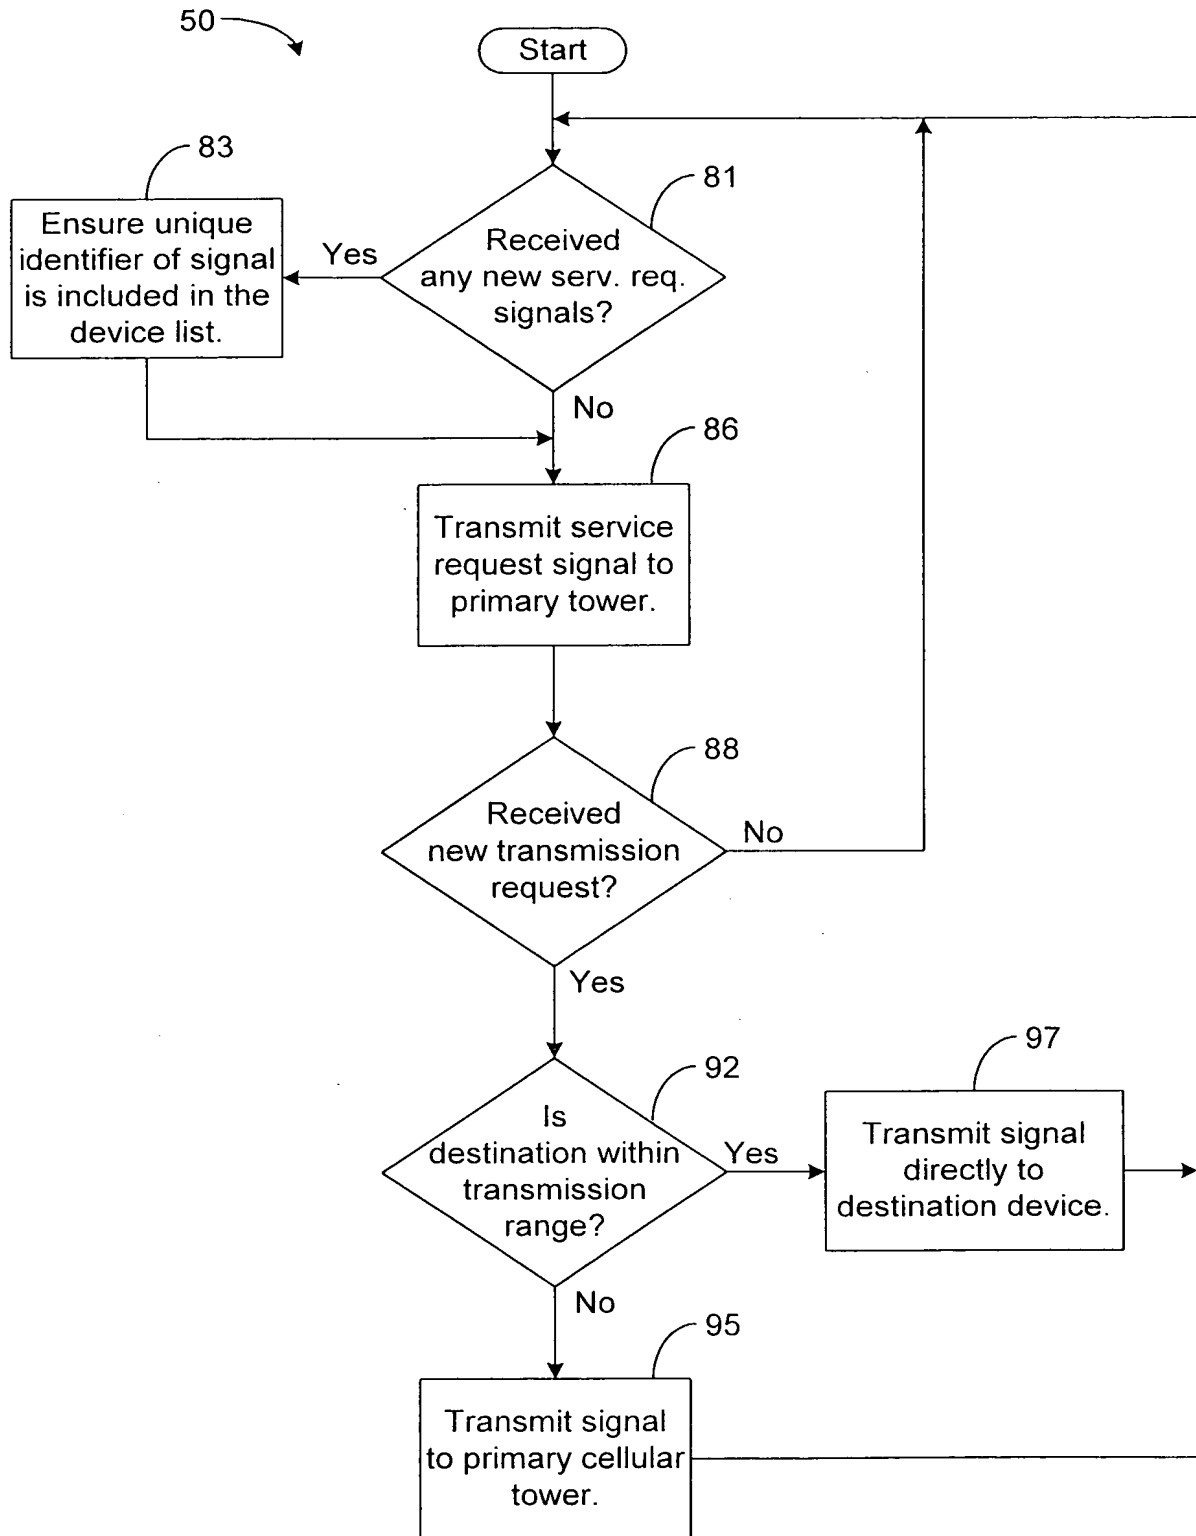 50
Start
83
81
Ensure unique
identifier of signal
is included in the
device list.
Yes
Received
any new serv. req.
signals?
No
86
Transmit service
request signal to
primary tower.
88
Received
new transmission
request?
No
Yes
92
97
Is
destination within
transmission
range?
Yes
Transmit signal
directly to
destination device.
No
95
Transmit signal
to primary cellular
tower.